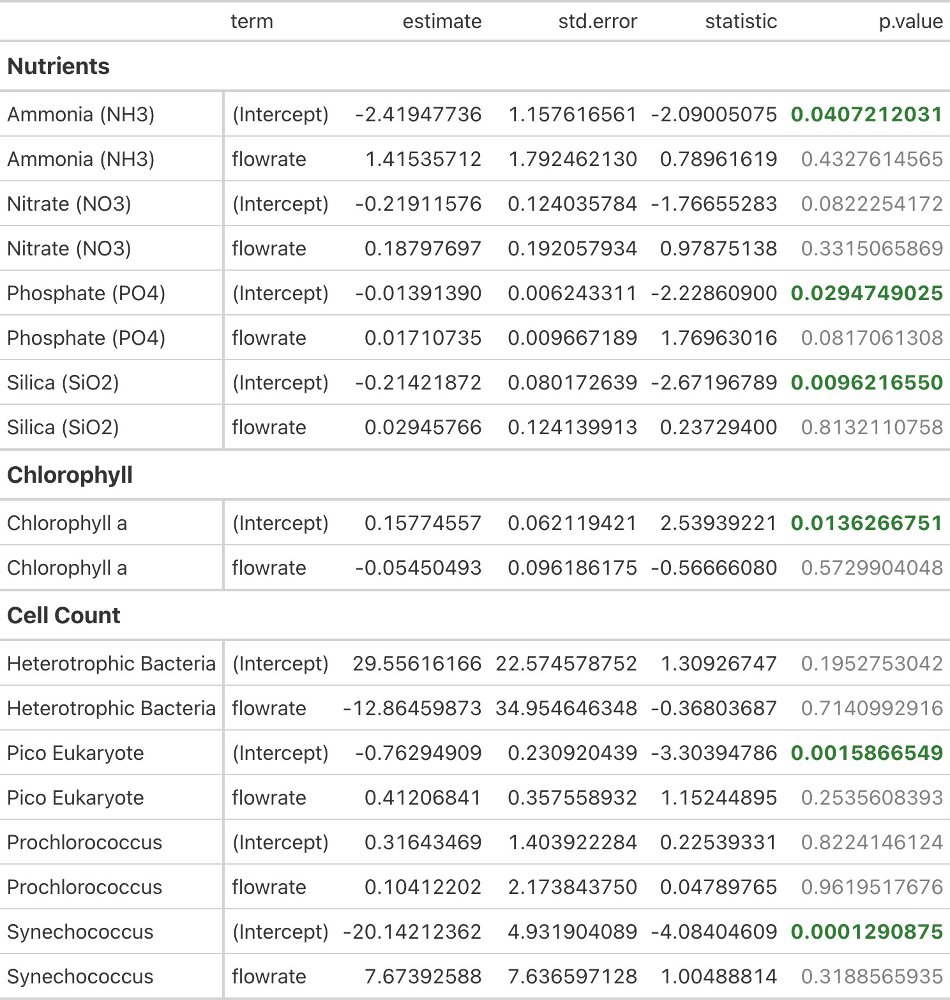 term estimate std.error statistic p.value
Nutrients
Ammonia (NH3) (Intercept) -2.41947736 1.157616561 -2.09005075 0.0407212031
Ammonia (NH3) flowrate 1.41535712 1.792462130 0.78961619 0.4327614565
Nitrate (NO3) (Intercept) -0.21911576 0.124035784 -1.76655283 0.0822254172
Nitrate (NO3) flowrate 0.18797697 0.192057934 0.97875138 0.3315065869
Phosphate (PO4) (Intercept) -0.01391390 0.006243311 -2.22860900 0.0294749025
Phosphate (PO4) flowrate 0.01710735 0.009667189 1.76963016 0.0817061308
Silica (SiO2) (Intercept) -0.21421872 0.080172639 -2.67196789 0.0096216550
Silica (SiO2) flowrate 0.02945766 0.124139913 0.23729400 0.8132110758
Chlorophyll
Chlorophyll a (Intercept) 0.15774557 0.062119421 2.53939221 0.0136266751
Chlorophyll a flowrate -0.05450493 0.096186175 -0.56666080 0.5729904048
Cell Count
Heterotrophic Bacteria (Intercept) 29.55616166 22.574578752 1.30926747 0.1952753042
Heterotrophic Bacteria flowrate -12.86459873 34.954646348 -0.36803687 0.7140992916
Pico Eukaryote (Intercept) -0.76294909 0.230920439 -3.30394786 0.0015866549
Pico Eukaryote flowrate 0.41206841 0.357558932 1.15244895 0.2535608393
Prochlorococcus (Intercept) 0.31643469 1.403922284 0.22539331 0.8224146124
Prochlorococcus flowrate 0.10412202 2.173843750 0.04789765 0.9619517676
Synechococcus (Intercept) -20.14212362 4.931904089 -4.08404609 0.0001290875
Synechococcus flowrate 7.67392588 7.636597128 1.00488814 0.3188565935